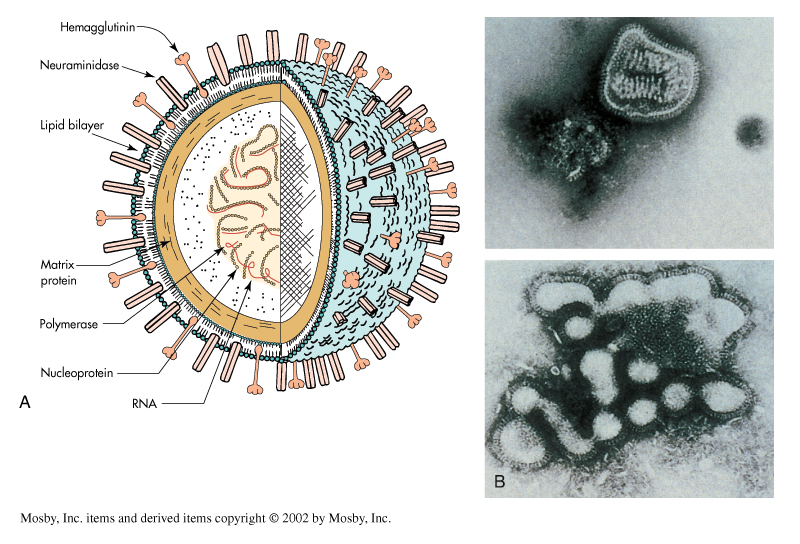 Hemagglutinin
Neuraminidase
Lipid bilayer
Matrix
protein
Polymerase
Nucleoprotein
RNA
A
B
Mosby, Inc. items and derived items copyright © 2002 by Mosby, Inc.